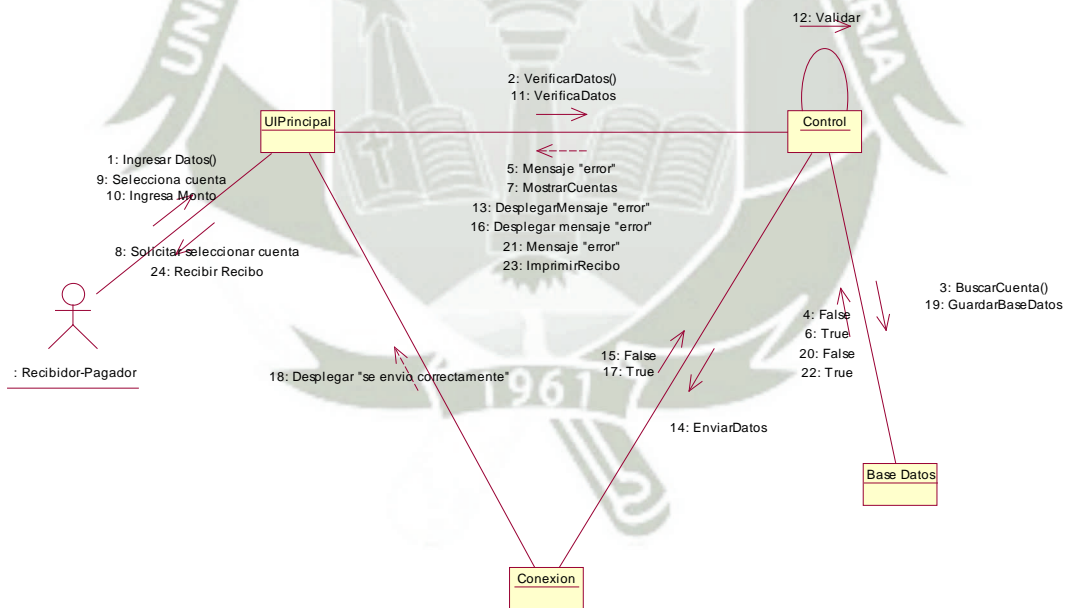 12: Validar
2: VerificarDatos()
11: VerificaDatos
UIPrincipal
Control
1: Ingresar Datos()
9: Selecciona cuenta
10: Ingresa Monto
5: Mensaje "error"
7: MostrarCuentas
13: DesplegarMensaje "error"
16: Desplegar mensaje "error"
21: Mensaje "error"
23: ImprimirRecibo
8: Solicitar seleccionar cuenta
24: Recibir Recibo
3: BuscarCuenta()
19: GuardarBaseDatos
4: False
6: True
20: False
22: True
: Recibidor-Pagador
15: False
17: True
18: Desplegar "se envio correctamente"
14: EnviarDatos
Base Datos
Conexion
1961